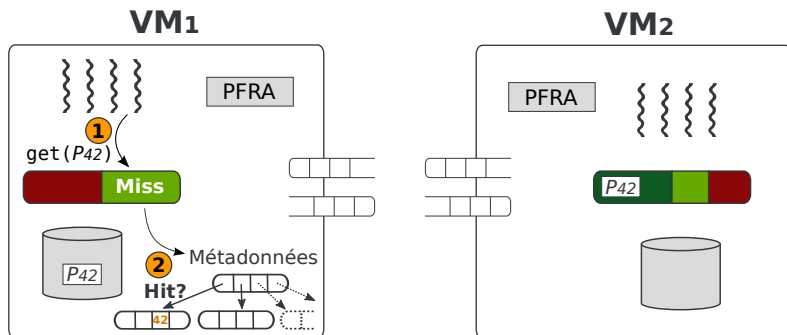 VM1
VM2
PFRA
PFRA
1
get(P42)
Miss
P42
2
Métadonnées
P42
Hit?
42